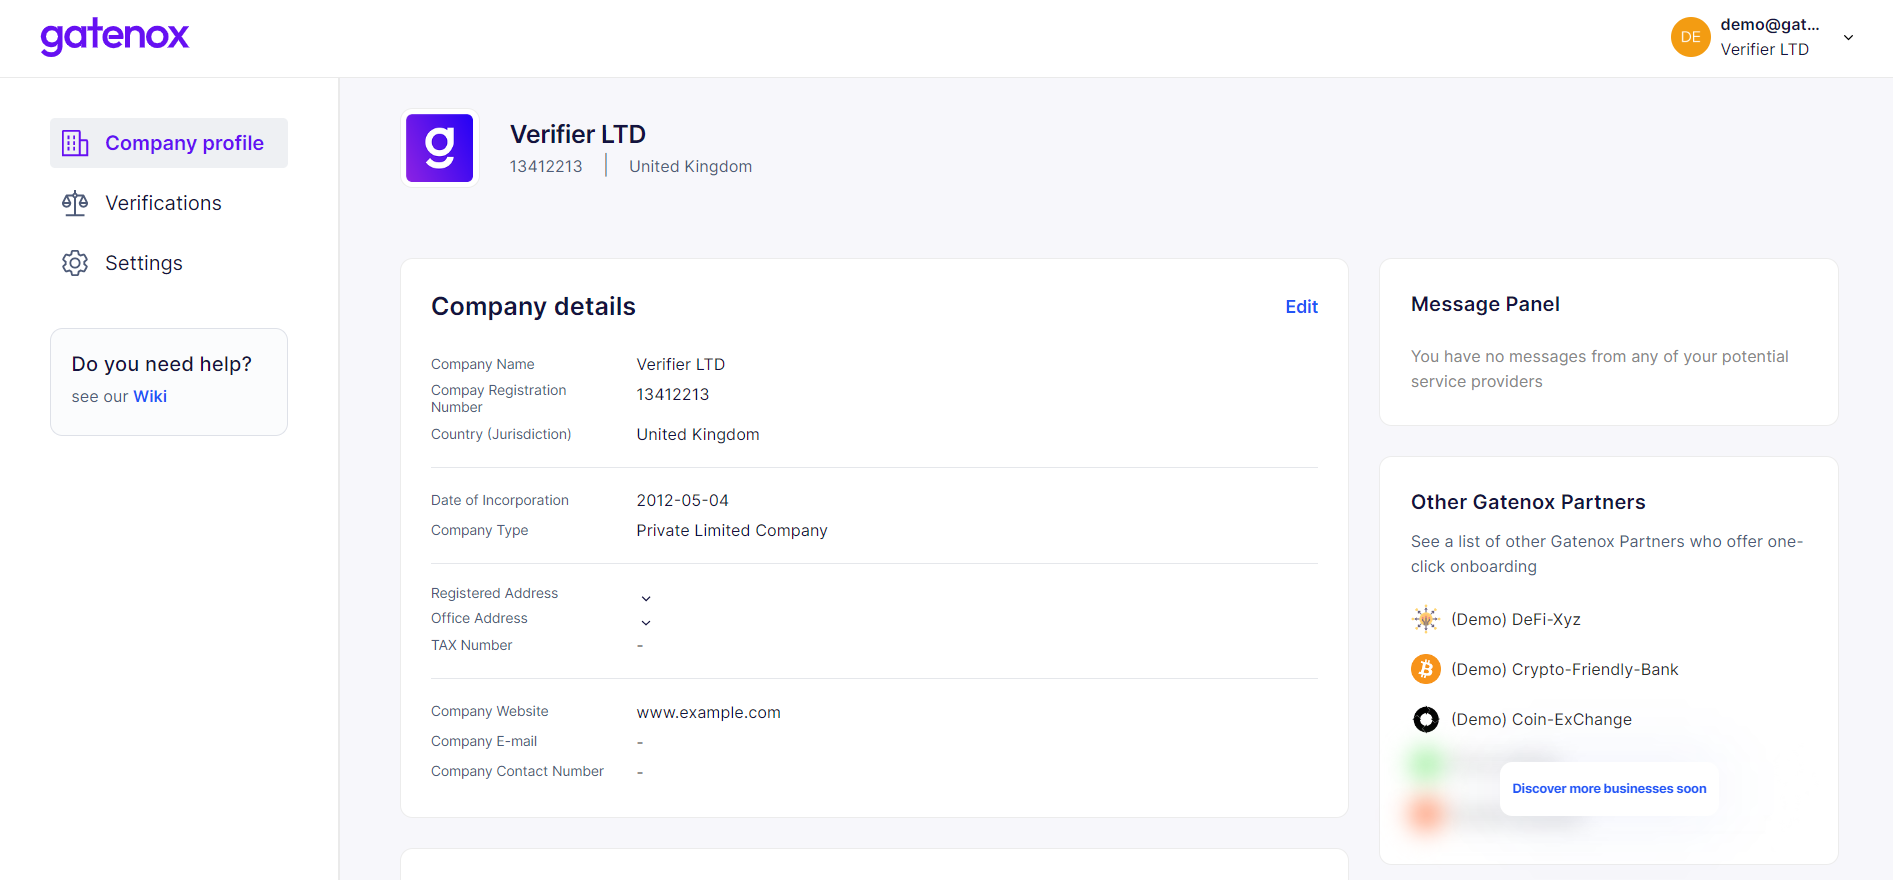 gatenox
DE
demo@gat...
Verifier LTD
Company profile
Verifications
Settings
Do you need help?
see our Wiki
g
Verifier LTD
13412213
United Kingdom
Company details
Edit
Company Name
Verifier LTD
Compay Registration
Number
13412213
Country (Jurisdiction)
United Kingdom
Date of Incorporation
2012-05-04
Company Type
Private Limited Company
Registered Address
Office Address
TAX Number
-
Company Website
www.example.com
Company E-mail
-
Company Contact Number
-
Message Panel
You have no messages from any of your potential
service providers
Other Gatenox Partners
See a list of other Gatenox Partners who offer one-
click onboarding
(Demo) DeFi-Xyz
(Demo) Crypto-Friendly-Bank
(Demo) Coin-ExChange
Discover more businesses soon